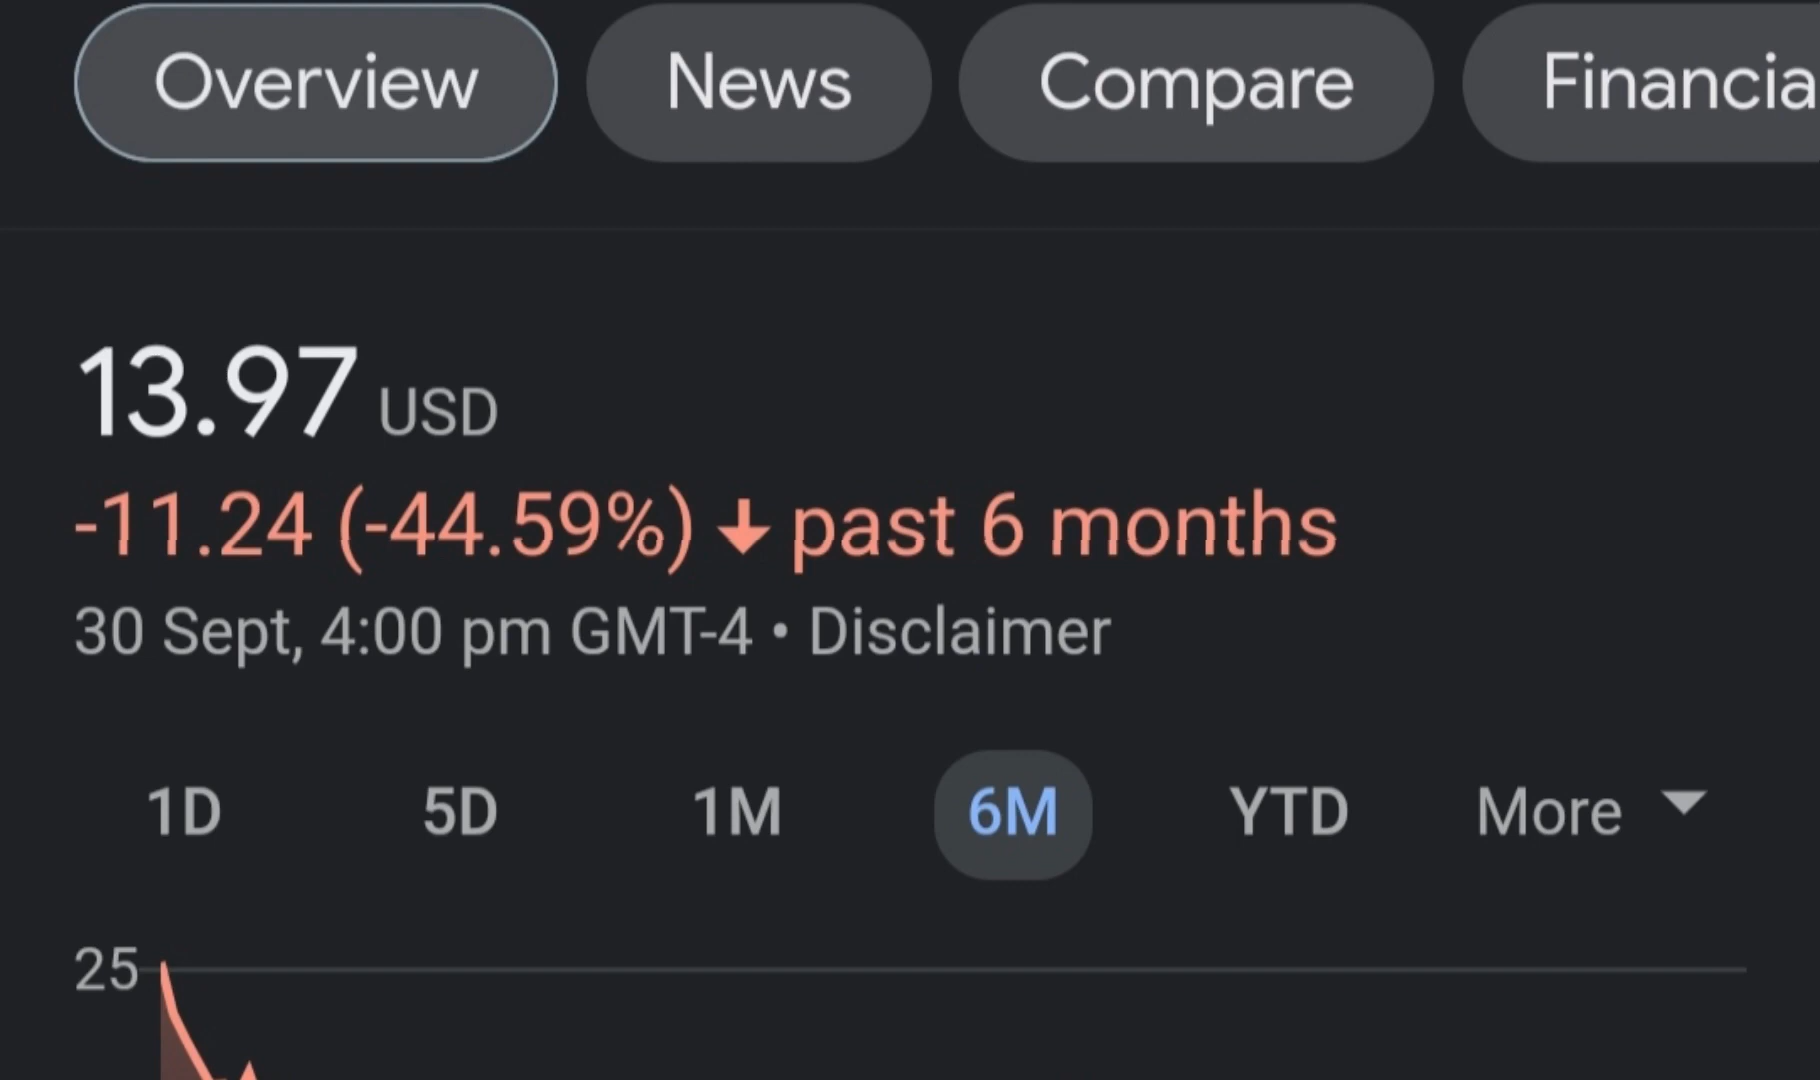 Overview News Compare Financia
13.97 USD
-11.24 (-44.59%) ↓ past 6 months
30 Sept, 4:00 pm GMT-4 • Disclaimer
1D 5D 1M 6M YTD More
25